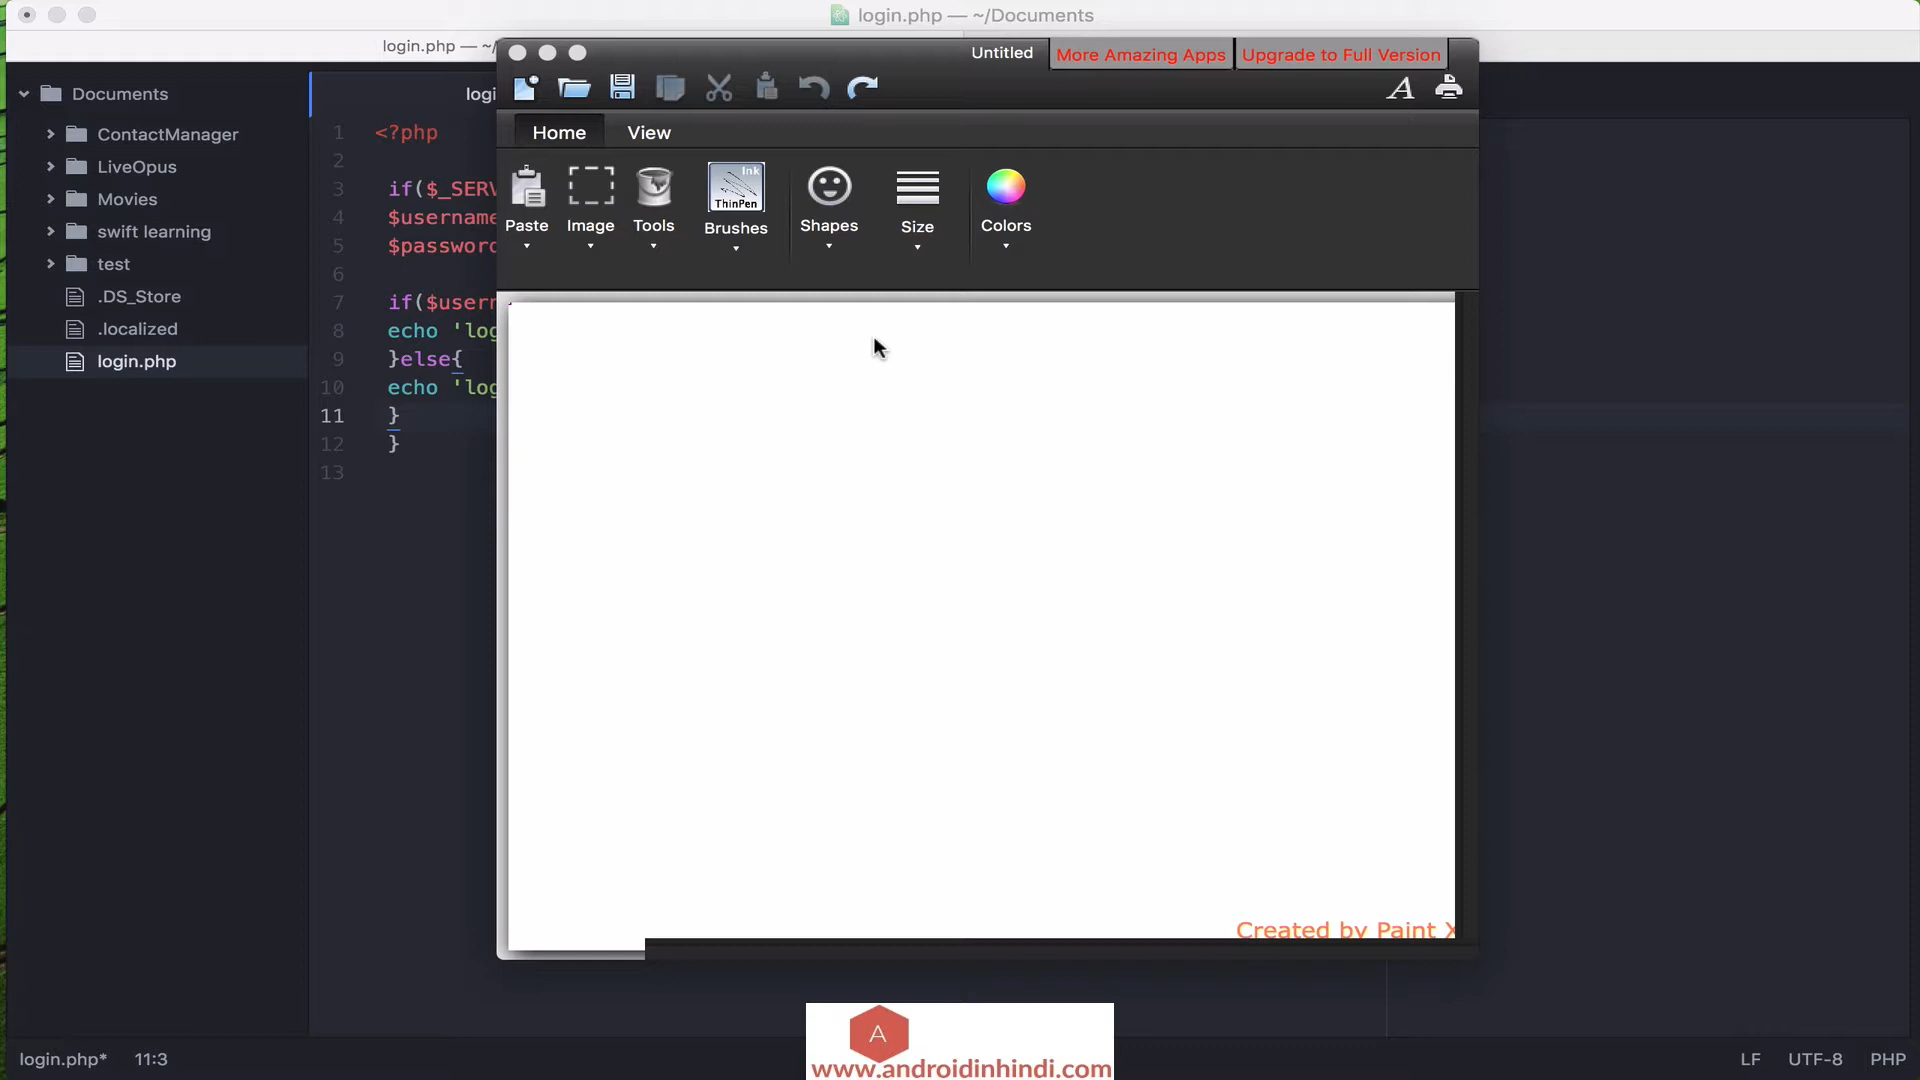 login.php — ~/Documents
login.php — ~/
Untitled
More Amazing Apps
Upgrade to Full Version
A
Home
View
Ink
ThinPen
Paste
Image
Tools
Brushes
Shapes
Size
Colors
Documents
ContactManager
LiveOpus
Movies
swift learning
test
.DS_Store
.localized
login.php
logi
1 <?php
2
3 if($_SERV
4 $username
5 $password
6
7 if($usern
8 echo 'log
9 }else{
10 echo 'log
11 }
12 }
13
Created by Paint X
A
www.androidinhindi.com
login.php* 11:3
LF UTF-8 PHP